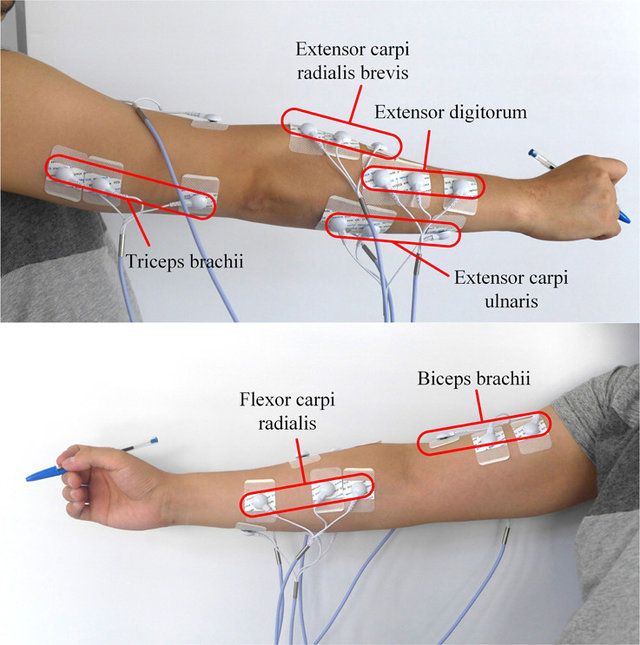 Extensor carpi
radialis brevis
Extensor digitorum
Triceps brachii
Extensor carpi
ulnaris
Biceps brachii
Flexor carpi
radialis